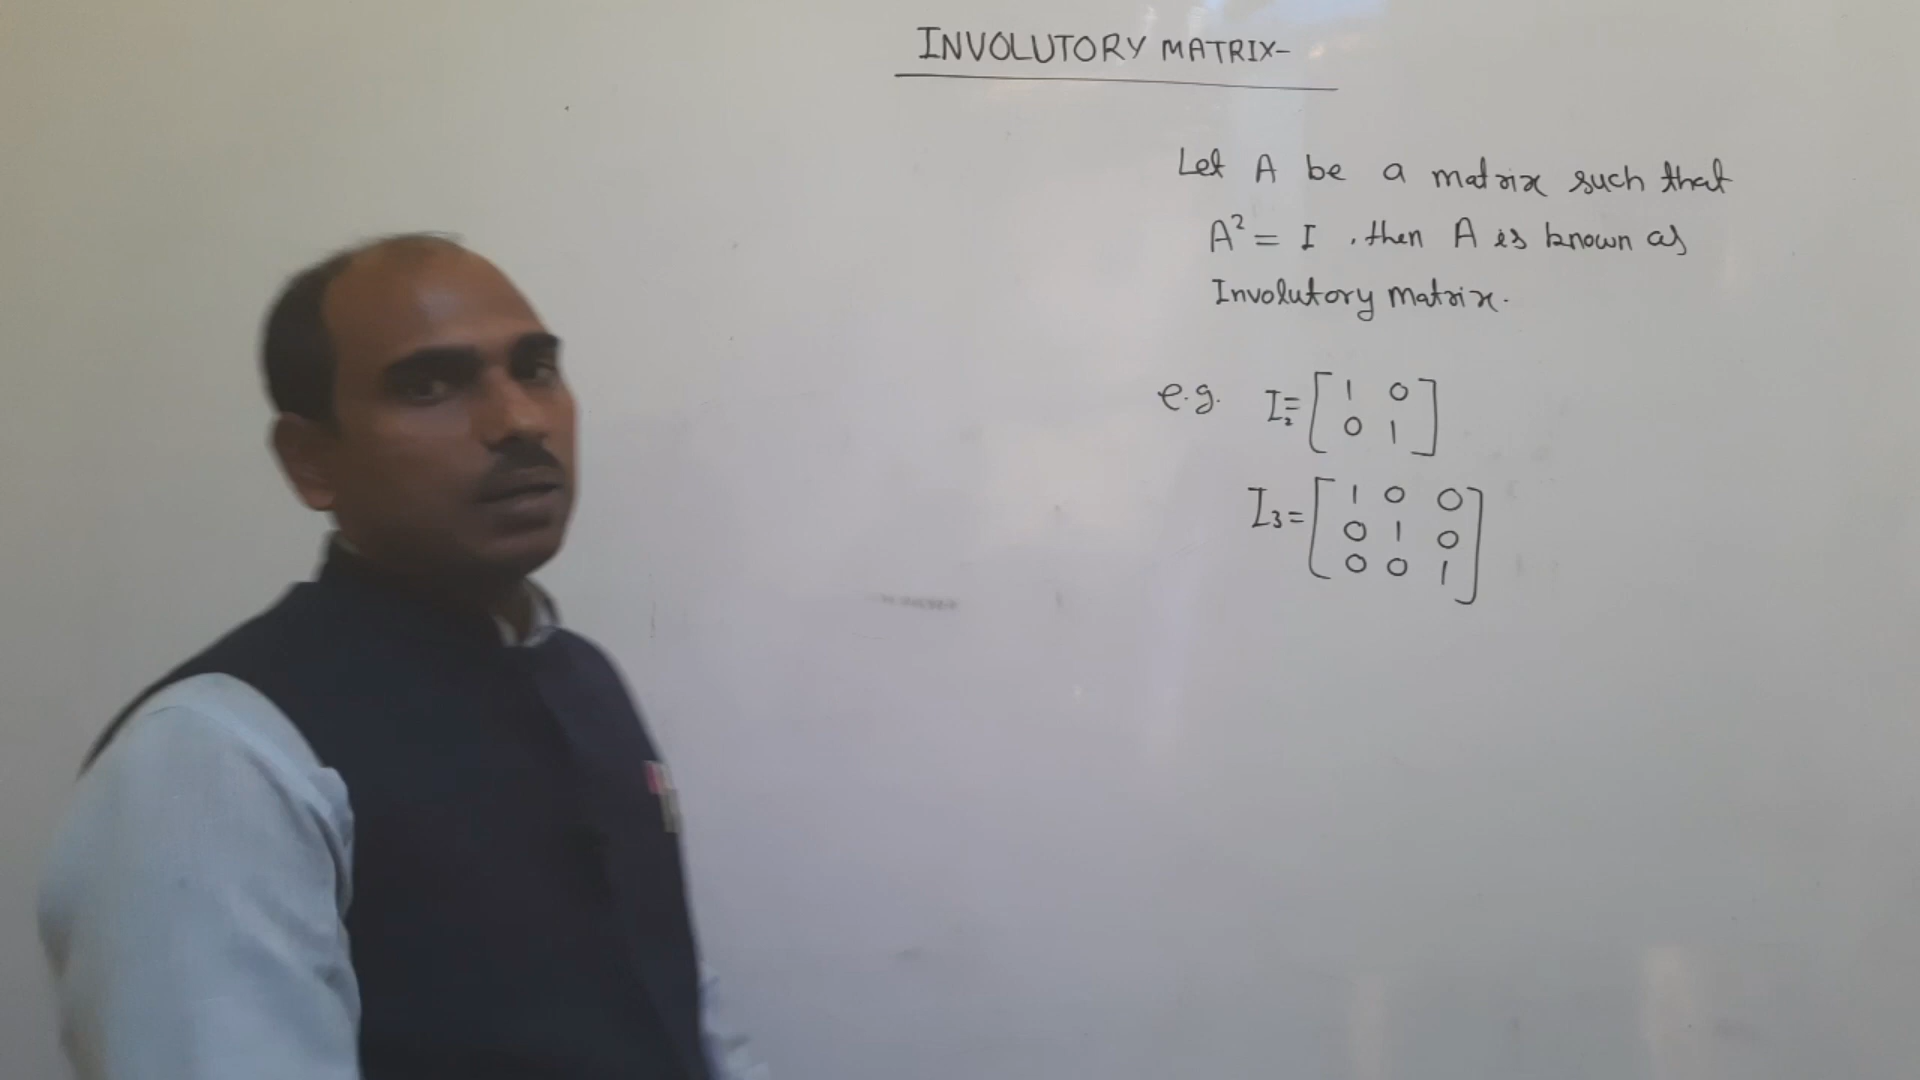 INVOLUTORY MATRIX-
Let A be a matrix such that
A² = I , then A is known as
Involutory Matrix.
e.g. I₂ = [ 1 0
0 1 ]
I₃ = [ 1 0 0
0 1 0
0 0 1 ]